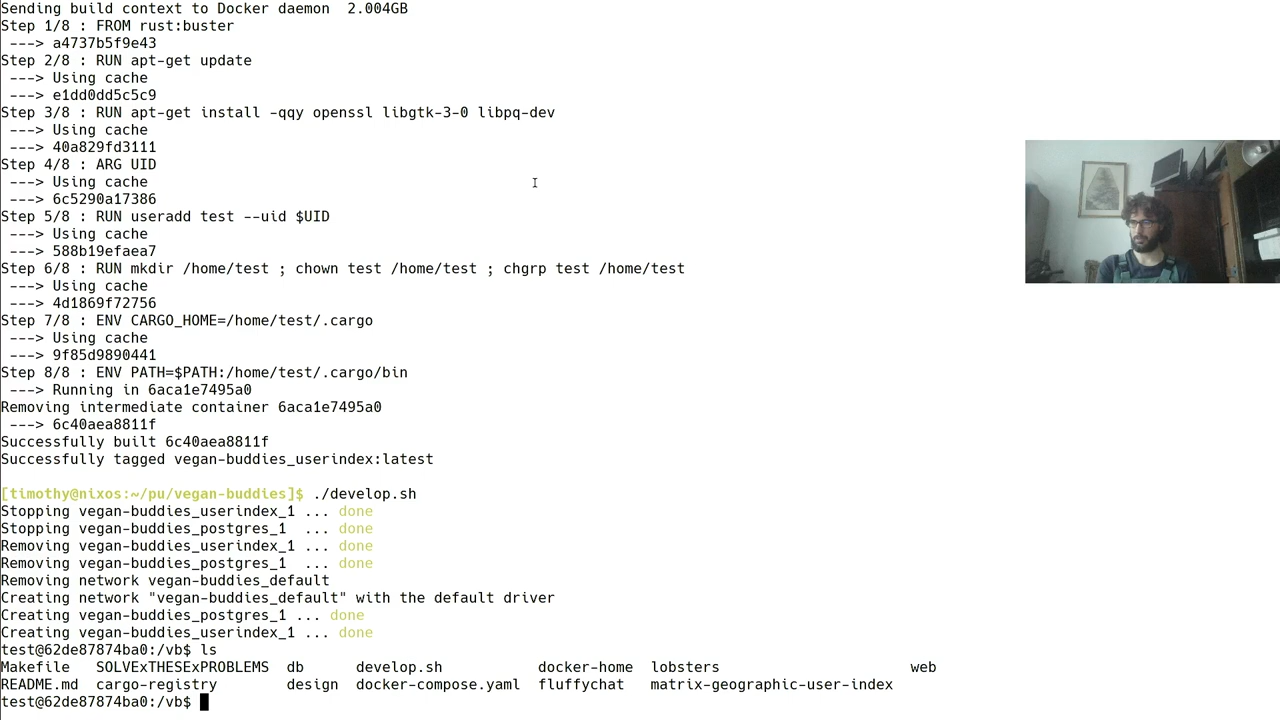 Sending build context to Docker daemon  2.004GB
Step 1/8 : FROM rust:buster
 ---> a4737b5f9e43
Step 2/8 : RUN apt-get update
 ---> Using cache
 ---> e1dd0dd5c5c9
Step 3/8 : RUN apt-get install -qqy openssl libgtk-3-0 libpq-dev
 ---> Using cache
 ---> 40a829fd3111
Step 4/8 : ARG UID
 ---> Using cache
 ---> 6c5290a17386
Step 5/8 : RUN useradd test --uid $UID
 ---> Using cache
 ---> 588b19efaea7
Step 6/8 : RUN mkdir /home/test ; chown test /home/test ; chgrp test /home/test
 ---> Using cache
 ---> 4d1869f72756
Step 7/8 : ENV CARGO_HOME=/home/test/.cargo
 ---> Using cache
 ---> 9f85d9890441
Step 8/8 : ENV PATH=$PATH:/home/test/.cargo/bin
 ---> Running in 6aca1e7495a0
Removing intermediate container 6aca1e7495a0
 ---> 6c40aea8811f
Successfully built 6c40aea8811f
Successfully tagged vegan-buddies_userindex:latest
[timothy@nixos:~/pu/vegan-buddies]$ ./develop.sh
Stopping vegan-buddies_userindex_1 ... done
Stopping vegan-buddies_postgres_1  ... done
Removing vegan-buddies_userindex_1 ... done
Removing vegan-buddies_postgres_1  ... done
Removing network vegan-buddies_default
Creating network "vegan-buddies_default" with the default driver
Creating vegan-buddies_postgres_1 ... done
Creating vegan-buddies_userindex_1 ... done
test@62de87874ba0:/vb$ ls
Makefile   SOLVExTHESExPROBLEMS  db      develop.sh           docker-home  lobsters                      web
README.md  cargo-registry        design  docker-compose.yaml  fluffychat   matrix-geographic-user-index
test@62de87874ba0:/vb$